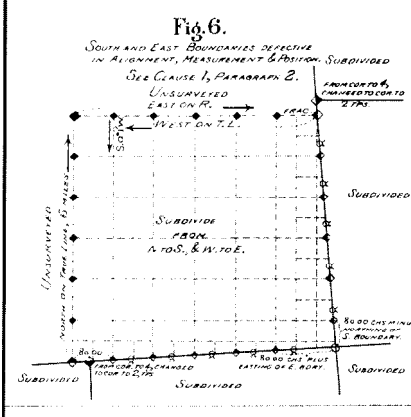 Fig. 6.
SOUTH AND EAST BOUNDARIES DEFECTIVE
IN ALIGNMENT, MEASUREMENT & POSITION.
SEE CLAUSE 1, PARAGRAPH 2.
SUBDIVIDED
UNSURVEYED
EAST ON R.
WEST ON T.L.
FRAC.
FROM COR TO 4,
CHANGED TO COR TO
2 TPS.
UNSURVEYED
NORTH ON TRUE LINE, 6 MILES
SUBDIVIDED
SUBDIVIDE
FROM
N. TO S., & W. TO E.
SUBDIVIDED
80.00 CHS MINUS
NORTHING OF
S. BOUNDARY.
80.00
FROM COR. TO 4, CHANGED
TO COR TO 2, TPS
80.00 CHS PLUS
EASTING OF E. BDRY.
SUBDIVIDED
SUBDIVIDED
SUBDIVIDED